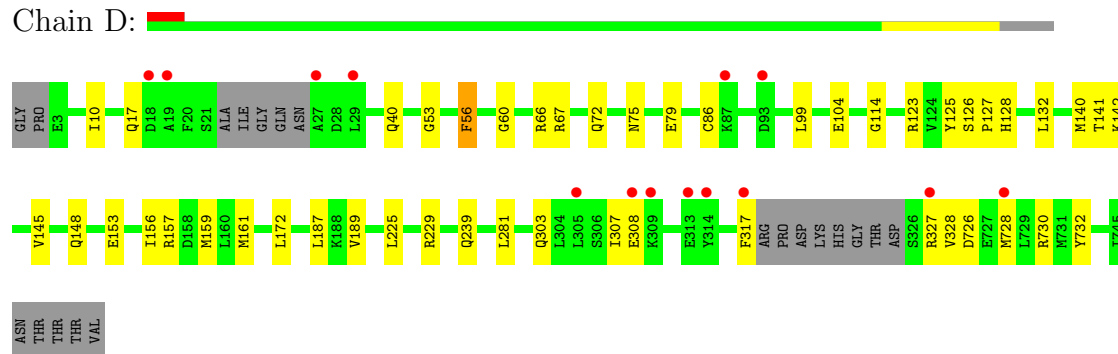 Chain D:
GLY PRO E3 I10 Q17 D18 A19 F20 S21 ALA ILE GLY GLN ASN A27 D28 L29 Q40 G53 F56 G60 R66 R67 Q72 N75 E79 C86 K87 D93 L99 E104 G114 R123 V124 Y125 S126 P127 H128 L132 M140 T141 K142
V145 Q148 E153 I156 R157 D158 M159 L160 M161 L172 L187 K188 V189 L225 R229 Q239 L281 Q303 L304 L305 S306 I307 E308 K309 E313 Y314 F317 ARG PRO ASP LYS HIS GLY THR ASP S326 R327 V328 D726 E727 M728 L729 R730 M731 Y732 I745
ASN THR THR THR VAL